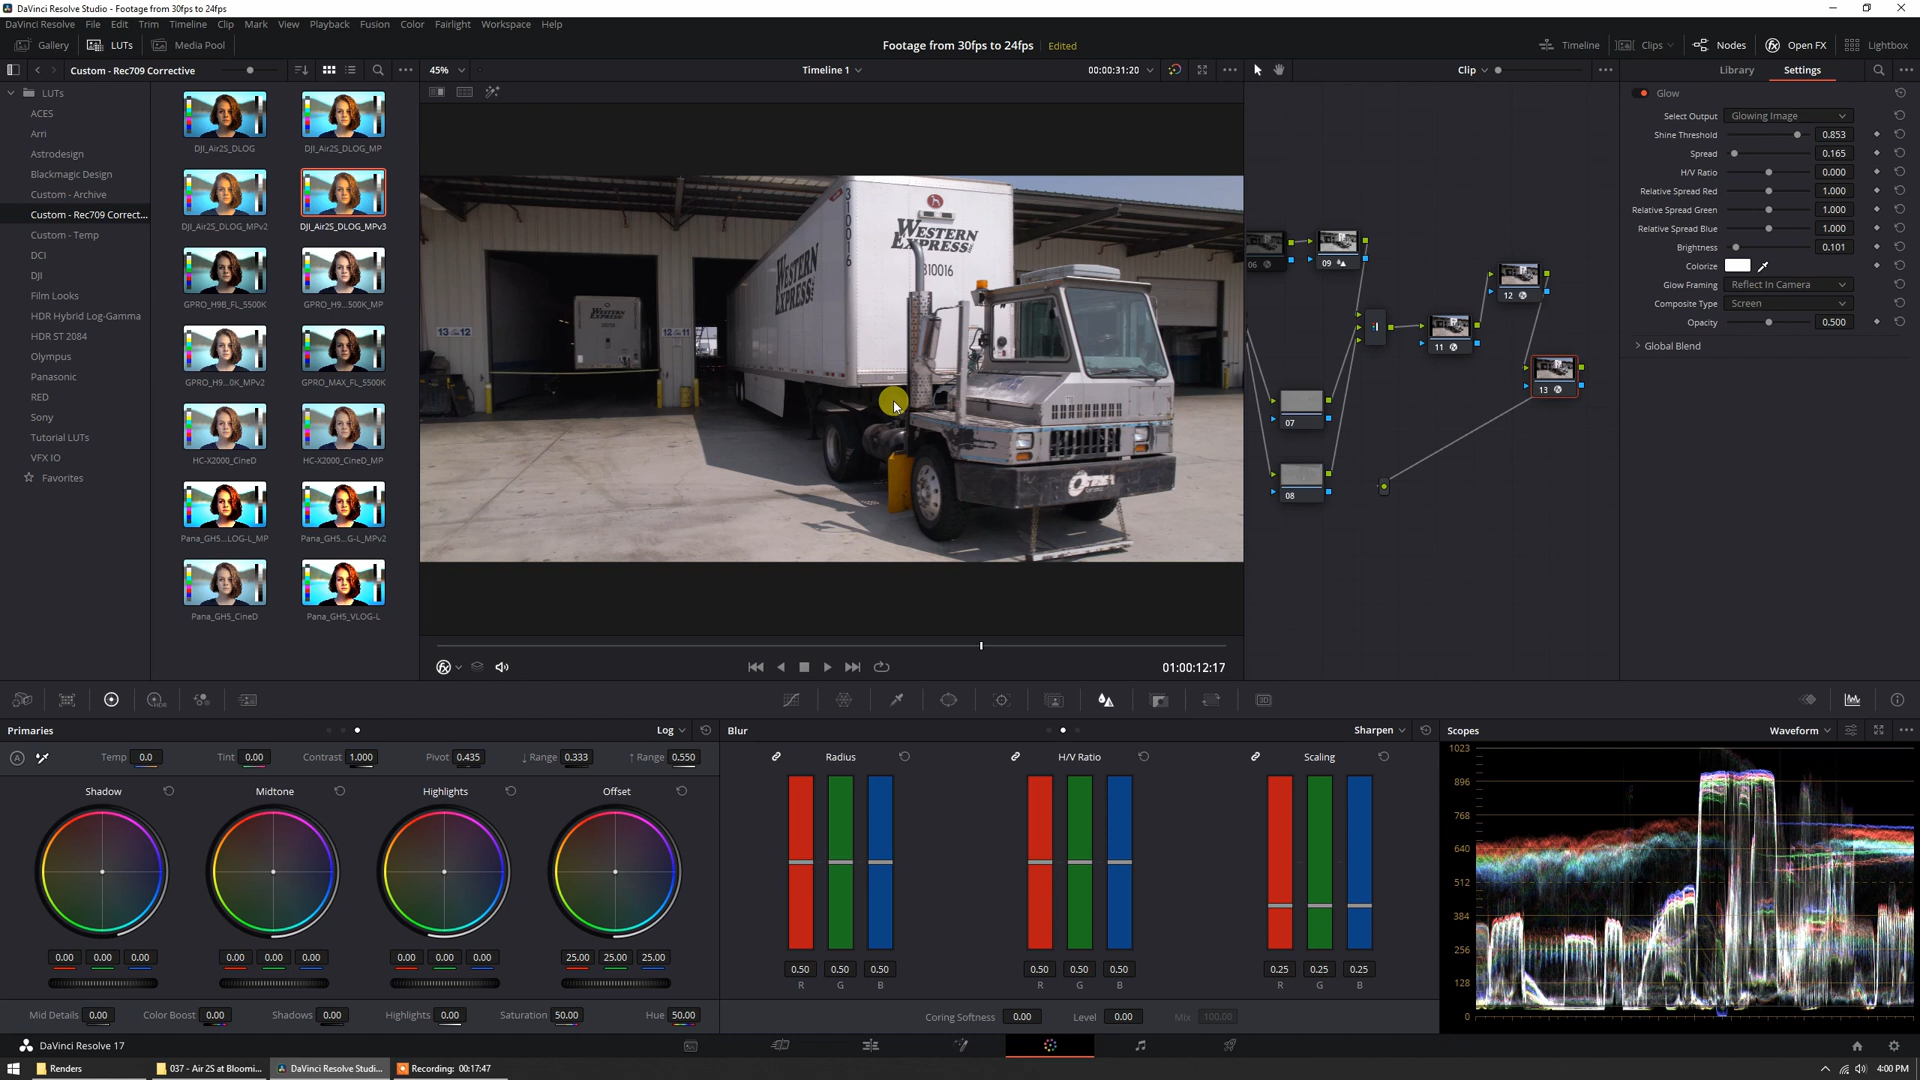 DaVinci Resolve Studio - Footage from 30fps to 24fps
DaVinci Resolve File Edit Trim Timeline Clip Mark View Playback Fusion Color Fairlight Workspace Help
Gallery LUTs Media Pool
Footage from 30fps to 24fps Edited
Timeline Clips Nodes Open FX Lightbox
Custom - Rec709 Corrective
45%
Timeline 1
00:00:31:20
Clip
Library Settings
LUTs
ACES
Arri
Astrodesign
Blackmagic Design
Custom - Archive
Custom - Rec709 Correct...
Custom - Temp
DCI
DJI
Film Looks
HDR Hybrid Log-Gamma
HDR ST 2084
Olympus
Panasonic
RED
Sony
Tutorial LUTs
VFX IO
Favorites
DJI_Air2S_DLOG DJI_Air2S_DLOG_MP
DJI_Air2S_DLOG_MPv2 DJI_Air2S_DLOG_MPv3
GPRO_H9B_FL_5500K GPRO_H9...500K_MP
GPRO_H9...0K_MPv2 GPRO_MAX_FL_5500K
HC-X2000_CineD HC-X2000_CineD_MP
Pana_GH5...LOG-L_MP Pana_GH5...G-L_MPv2
Pana_GH5_CineD Pana_GH5_VLOG-L
310016
WESTERN
EXPRESS
310016
WESTERN
EXPRESS
WESTERN
EXPRESS
13 12
12 11
Ottawa
01:00:12:17
06
09
12
11
13
07
08
Glow
Select Output Glowing Image
Shine Threshold 0.853
Spread 0.165
H/V Ratio 0.000
Relative Spread Red 1.000
Relative Spread Green 1.000
Relative Spread Blue 1.000
Brightness 0.101
Colorize
Glow Framing Reflect In Camera
Composite Type Screen
Opacity 0.500
Global Blend
HDR
3D
Primaries Log
Temp 0.0 Tint 0.00 Contrast 1.000 Pivot 0.435 ↓ Range 0.333 ↑ Range 0.550
Shadow Midtone Highlights Offset
0.00 0.00 0.00 0.00 0.00 0.00 0.00 0.00 0.00 25.00 25.00 25.00
Mid Details 0.00 Color Boost 0.00 Shadows 0.00 Highlights 0.00 Saturation 50.00 Hue 50.00
Blur Sharpen
Radius H/V Ratio Scaling
0.50 0.50 0.50 0.50 0.50 0.50 0.25 0.25 0.25
R G B R G B R G B
Coring Softness 0.00 Level 0.00 Mix 100.00
Scopes Waveform
1023
896
768
640
512
384
256
128
0
DaVinci Resolve 17
Renders 037 - Air 2S at Bloomi... DaVinci Resolve Studi... Recording: 00:17:47
4:00 PM